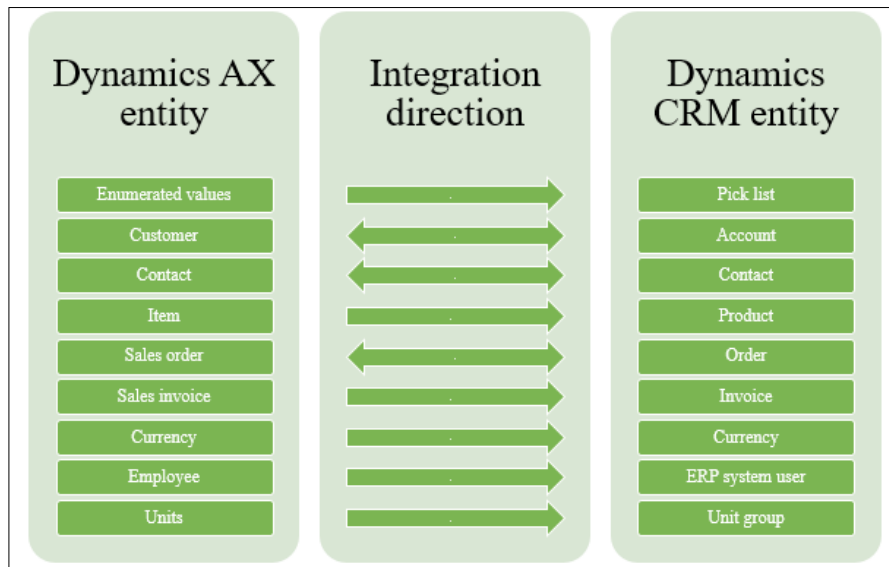 Dynamics AX
entity
Integration
direction
Dynamics
CRM entity
Enumerated values
.
Pick list
Customer
.
Account
Contact
.
Contact
Item
.
Product
Sales order
.
Order
Sales invoice
.
Invoice
Currency
.
Currency
Employee
.
ERP system user
Units
.
Unit group